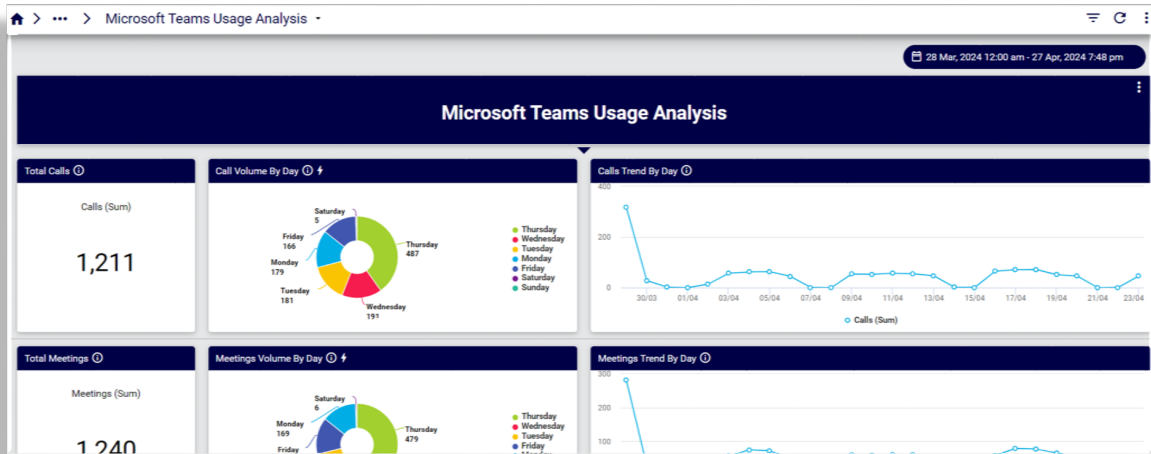 Microsoft Teams Usage Analysis
28 Mar, 2024 12:00 am - 27 Apr, 2024 7:48 pm
Microsoft Teams Usage Analysis
Total Calls
Calls (Sum)
1,211
Call Volume By Day
Saturday
5
Friday
166
Monday
179
Tuesday
181
Wednesday
191
Thursday
487
Thursday
Wednesday
Tuesday
Monday
Friday
Saturday
Sunday
Calls Trend By Day
400
200
0
30/03 01/04 03/04 05/04 07/04 09/04 11/04 13/04 15/04 17/04 19/04 21/04 23/04
Calls (Sum)
Total Meetings
Meetings (Sum)
1,240
Meetings Volume By Day
Saturday
6
Monday
169
Friday
Thursday
479
Thursday
Wednesday
Tuesday
Friday
Meetings Trend By Day
300
200
100